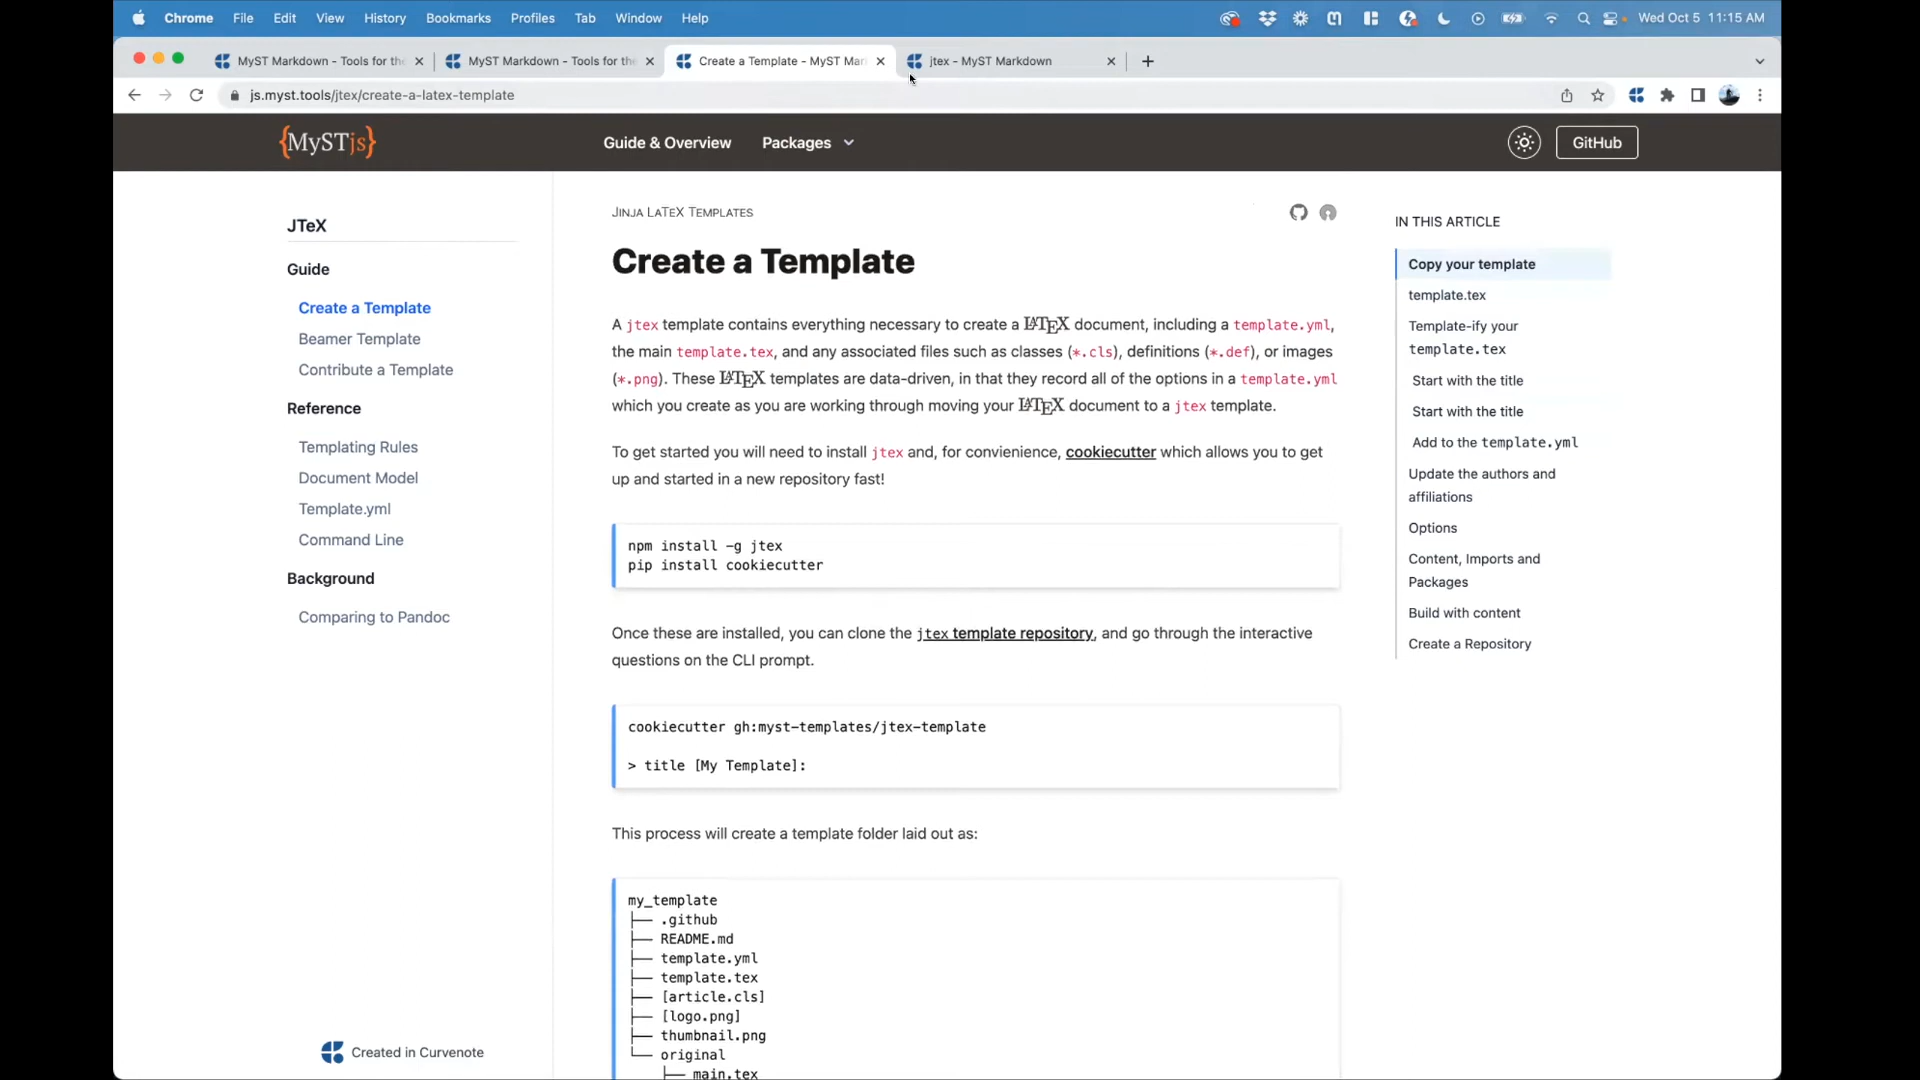 Chrome File Edit View History Bookmarks Profiles Tab Window Help Wed Oct 5 11:15 AM
MyST Markdown - Tools for the MyST Markdown - Tools for the Create a Template - MyST Mar jtex - MyST Markdown
js.myst.tools/jtex/create-a-latex-template
{MySTjs} Guide & Overview Packages GitHub
JTEX
Guide
Create a Template
Beamer Template
Contribute a Template
Reference
Templating Rules
Document Model
Template.yml
Command Line
Background
Comparing to Pandoc
Created in Curvenote
JINJA LATEX TEMPLATES
Create a Template
A jtex template contains everything necessary to create a LATEX document, including a template.yml,
the main template.tex, and any associated files such as classes (*.cls), definitions (*.def), or images
(*.png). These LATEX templates are data-driven, in that they record all of the options in a template.yml
which you create as you are working through moving your LATEX document to a jtex template.
To get started you will need to install jtex and, for convienience, cookiecutter which allows you to get
up and started in a new repository fast!
npm install -g jtex
pip install cookiecutter
Once these are installed, you can clone the jtex template repository, and go through the interactive
questions on the CLI prompt.
cookiecutter gh:myst-templates/jtex-template
> title [My Template]:
This process will create a template folder laid out as:
my_template
├── .github
├── README.md
├── template.yml
├── template.tex
├── [article.cls]
├── [logo.png]
├── thumbnail.png
└── original
├── main.tex
IN THIS ARTICLE
Copy your template
template.tex
Template-ify your
template.tex
Start with the title
Start with the title
Add to the template.yml
Update the authors and
affiliations
Options
Content, Imports and
Packages
Build with content
Create a Repository